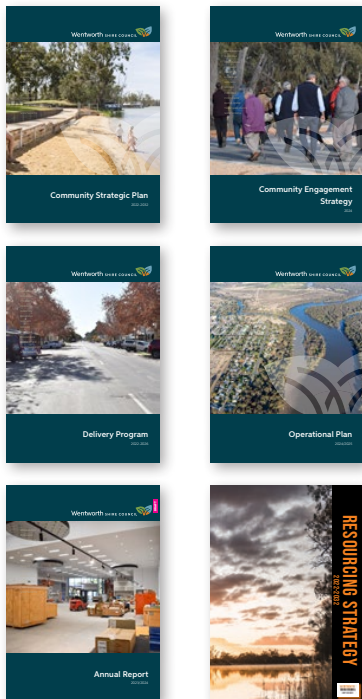 Wentworth SHIRE COUNCIL
Community Strategic Plan
Wentworth SHIRE COUNCIL
Community Engagement
Strategy
Wentworth SHIRE COUNCIL
Delivery Program
Wentworth SHIRE COUNCIL
Operational Plan
Wentworth SHIRE COUNCIL
Annual Report
RESOURCING STRATEGY